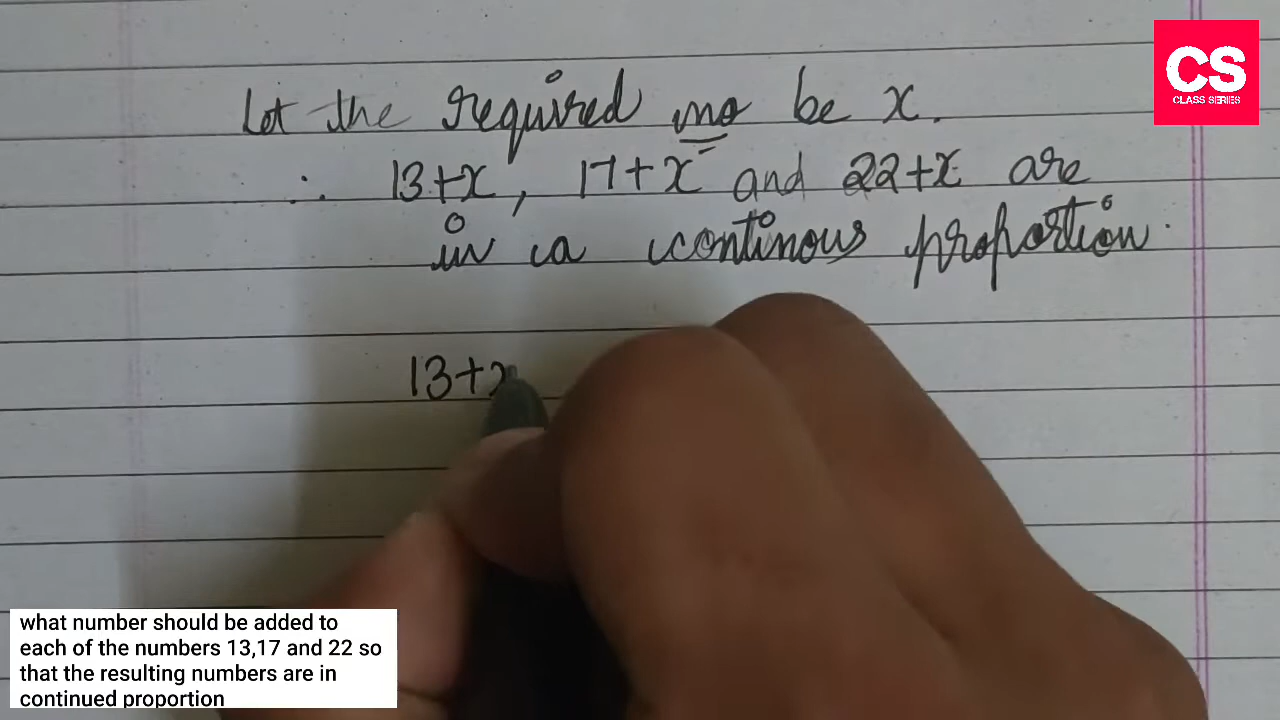 CS
CLASS SERIES
Let the required no be x.
∴ 13+x, 17+x and 22+x are
in a continous proportion.
13+x
what number should be added to
each of the numbers 13,17 and 22 so
that the resulting numbers are in
continued proportion